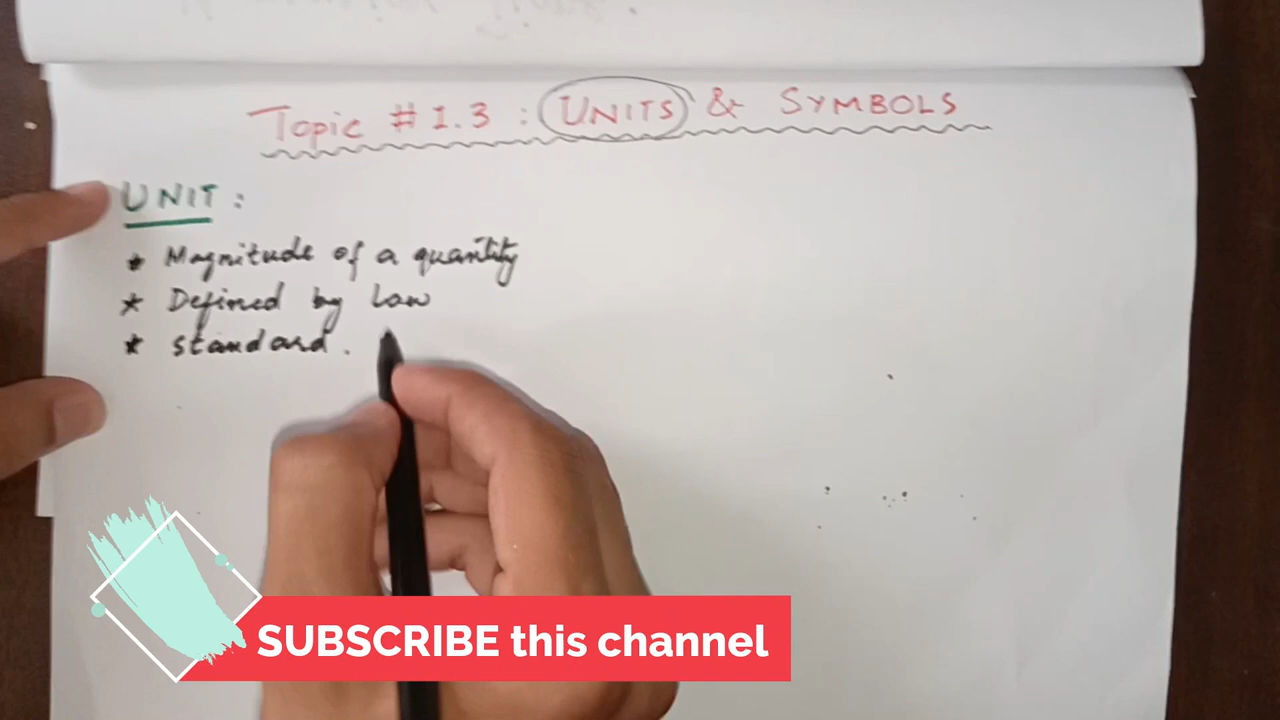 Topic # 1.3 : UNITS & SYMBOLS
UNIT :
* Magnitude of a quantity
* Defined by law
* standard.
SUBSCRIBE this channel